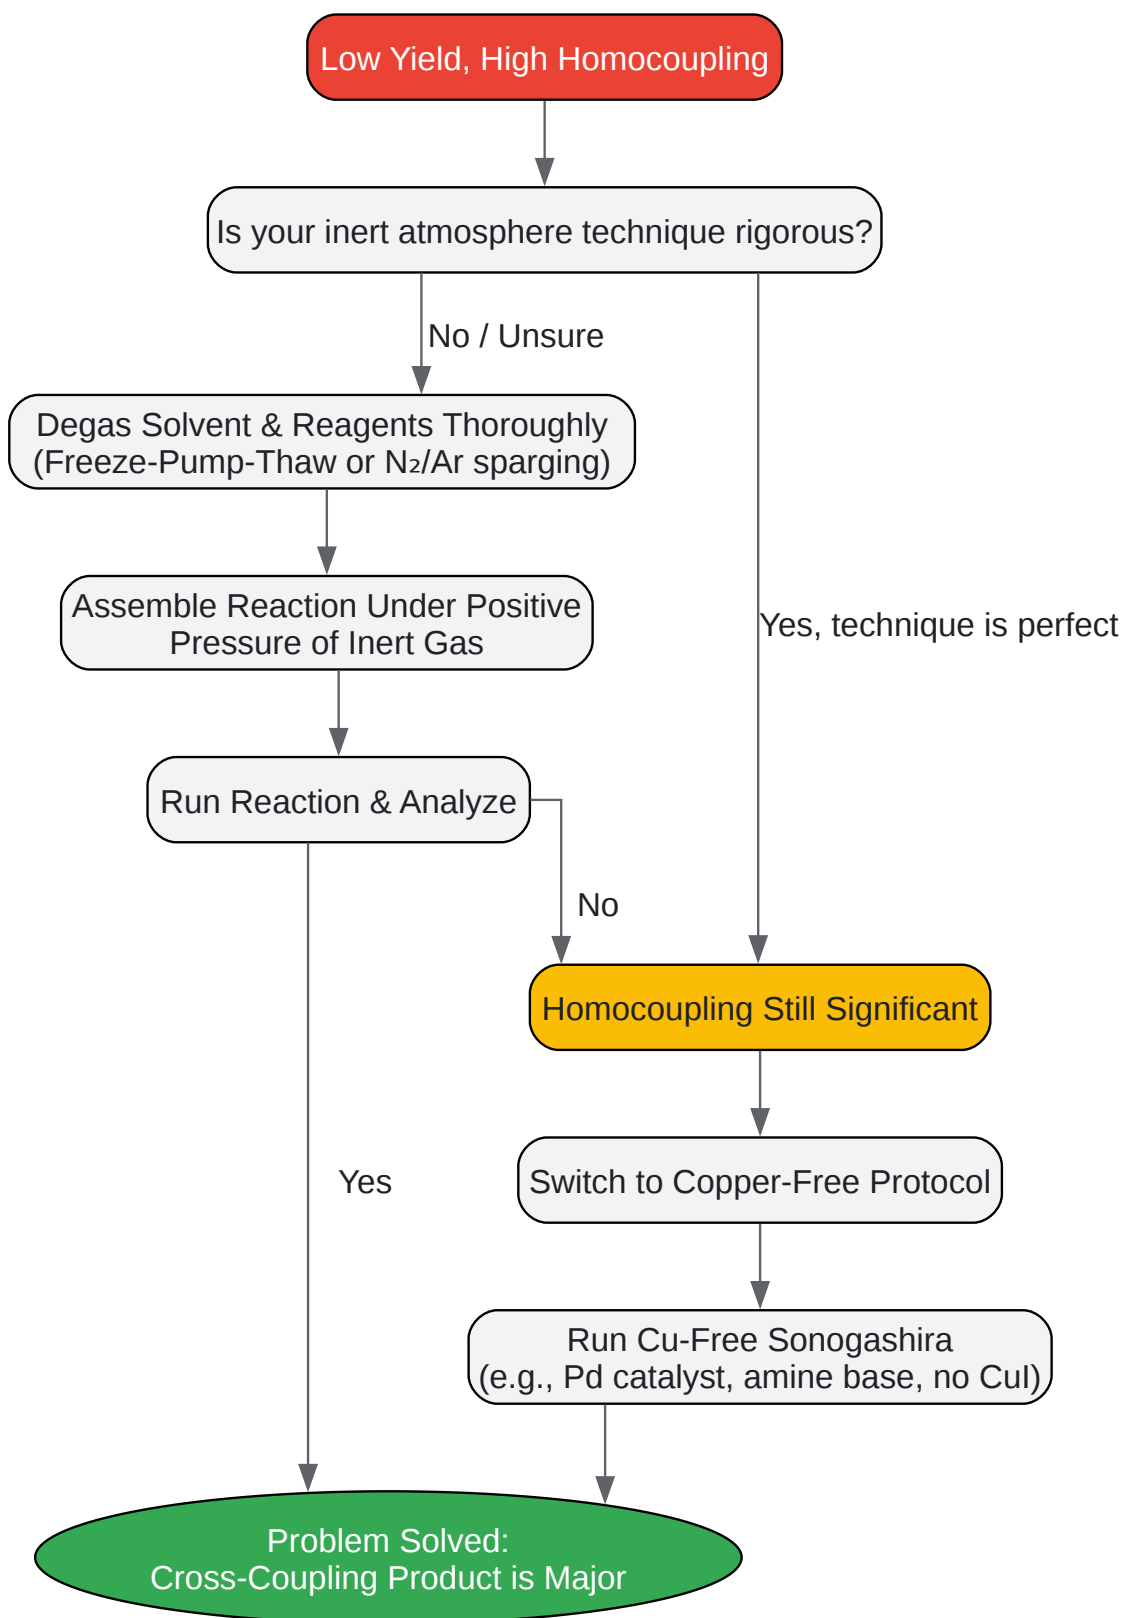 Low Yield, High Homocoupling
Is your inert atmosphere technique rigorous?
No / Unsure
Degas Solvent & Reagents Thoroughly
(Freeze-Pump-Thaw or N₂/Ar sparging)
Assemble Reaction Under Positive
Pressure of Inert Gas
Yes, technique is perfect
Run Reaction & Analyze
No
Homocoupling Still Significant
Yes
Switch to Copper-Free Protocol
Run Cu-Free Sonogashira
(e.g., Pd catalyst, amine base, no CuI)
Problem Solved:
Cross-Coupling Product is Major